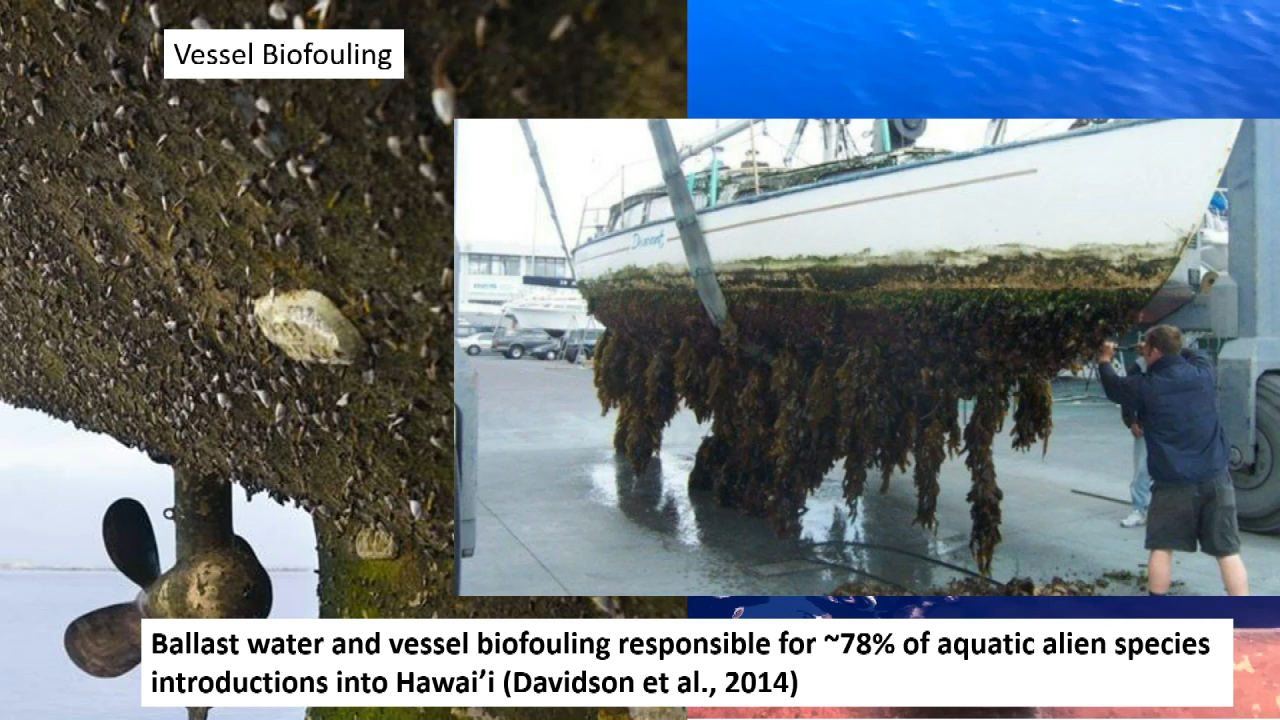 Vessel Biofouling
Ballast water and vessel biofouling responsible for ~78% of aquatic alien species
introductions into Hawai’i (Davidson et al., 2014)